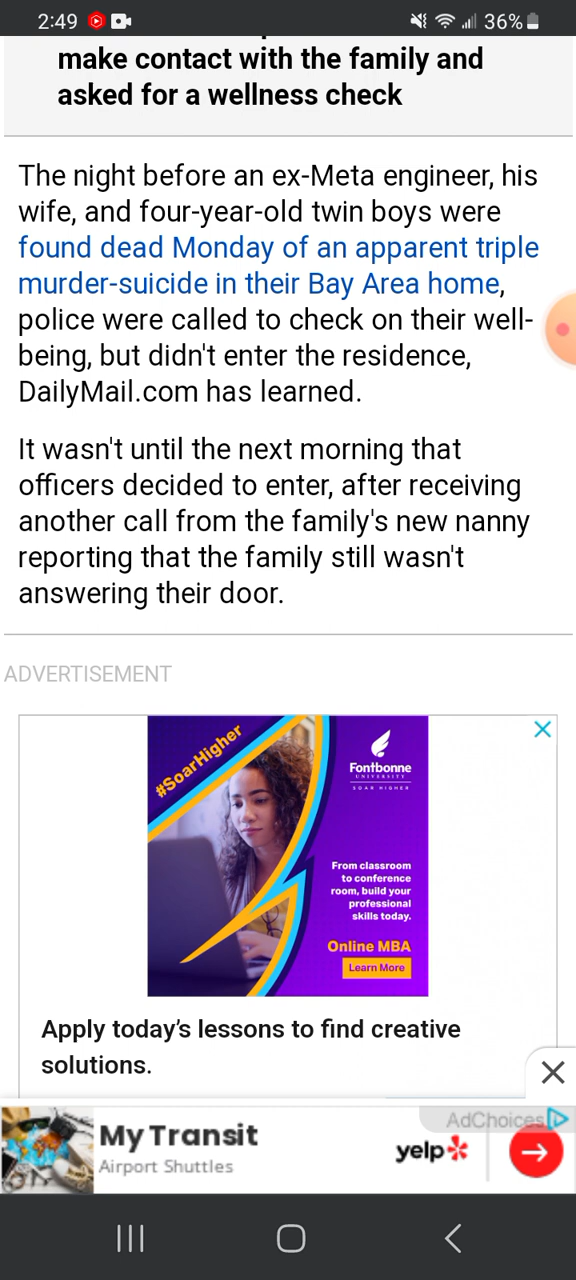 2:49
36%
make contact with the family and
asked for a wellness check
The night before an ex-Meta engineer, his
wife, and four-year-old twin boys were
found dead Monday of an apparent triple
murder-suicide in their Bay Area home,
police were called to check on their well-
being, but didn't enter the residence,
DailyMail.com has learned.
It wasn't until the next morning that
officers decided to enter, after receiving
another call from the family's new nanny
reporting that the family still wasn't
answering their door.
ADVERTISEMENT
#SoarHigher
Fontbonne
UNIVERSITY
SOAR HIGHER
From classroom
to conference
room, build your
professional
skills today.
Online MBA
Learn More
Apply today's lessons to find creative
solutions.
AdChoices
My Transit
Airport Shuttles
yelp